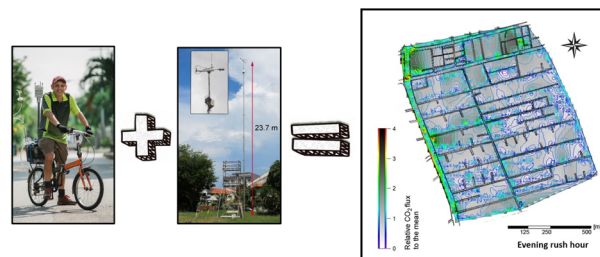 23.7 m
4
3
2
1
0
Relative CO₂ flux
to the mean
125 250 500 [m]
Evening rush hour